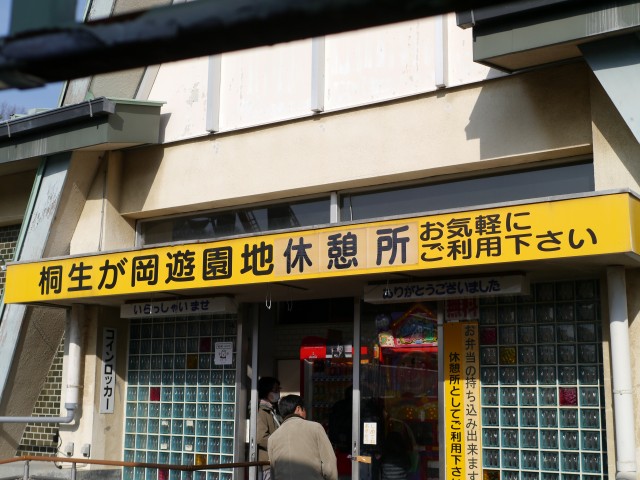 桐生が岡遊園地休憩所
お気軽に
ご利用下さい
いらっしゃいませ
ありがとうございました
コインロッカー
お弁当の持ち込み出来ます
休憩所としてご利用下さい